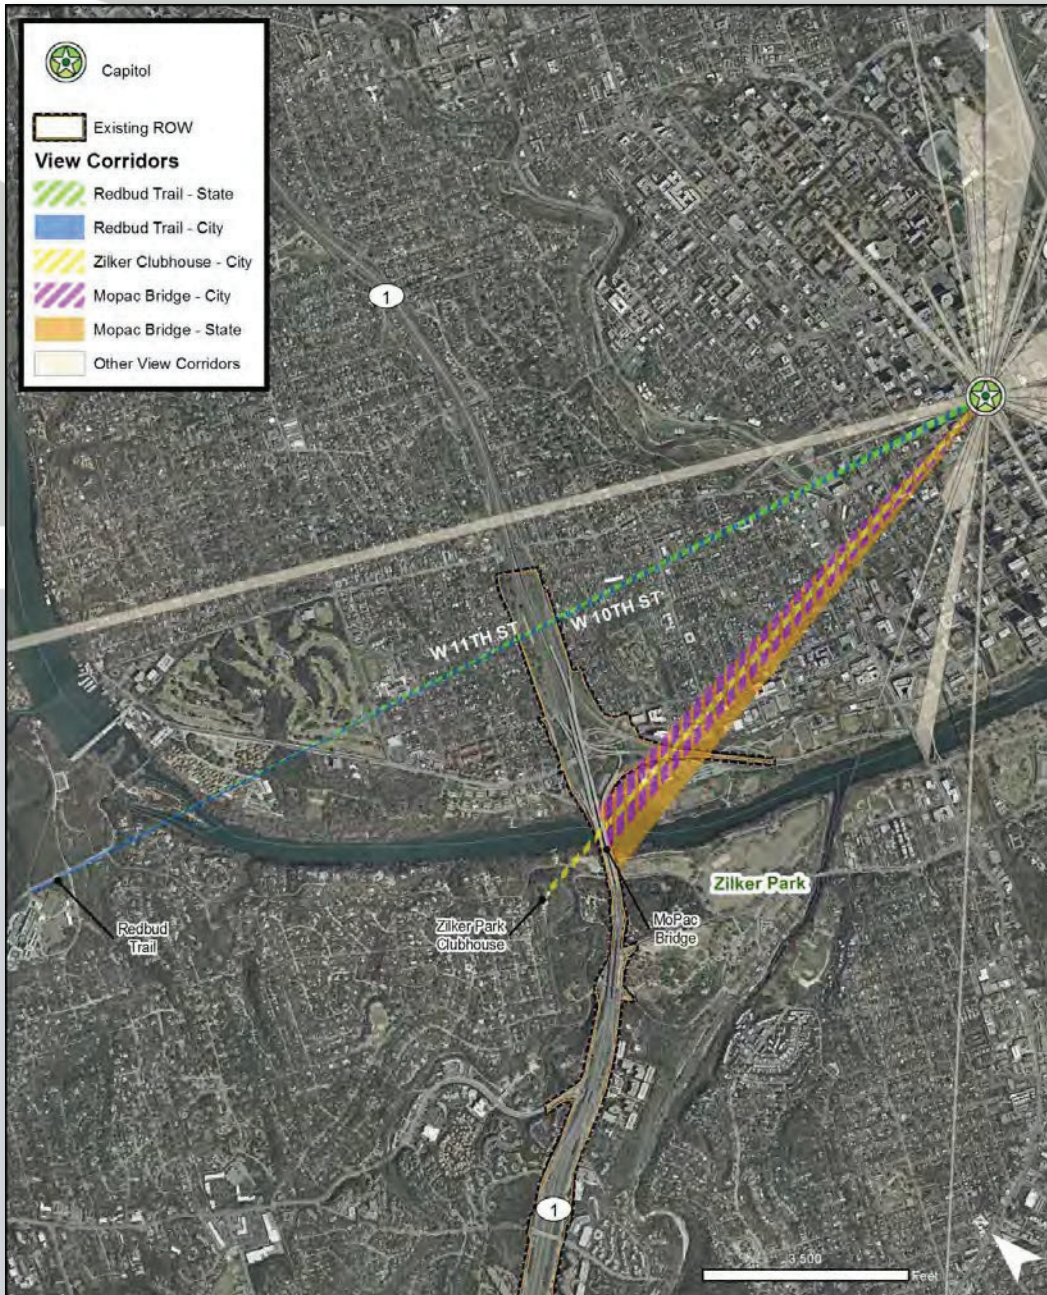 Capitol
Existing ROW
View Corridors
Redbud Trail - State
Redbud Trail - City
Zilker Clubhouse - City
Mopac Bridge - City
Mopac Bridge - State
Other View Corridors
1
W 11TH ST
W 10TH ST
Zilker Park
Redbud
Trail
Zilker Park
Clubhouse
MoPac
Bridge
1
3,500
Feet